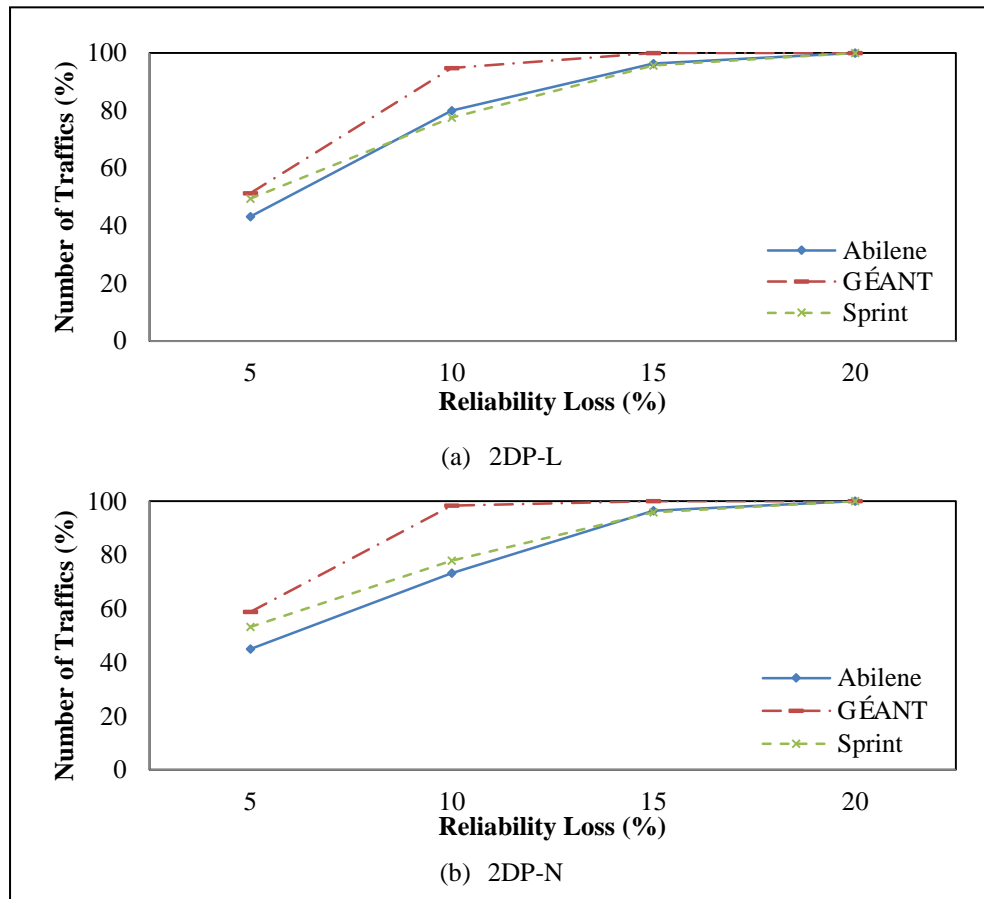 100
80
60
40
20
0
Number of Traffics (%)
Abilene
GÉANT
Sprint
5 10 15 20
Reliability Loss (%)
(a) 2DP-L
100
80
60
40
20
0
Number of Traffics (%)
Abilene
GÉANT
Sprint
5 10 15 20
Reliability Loss (%)
(b) 2DP-N